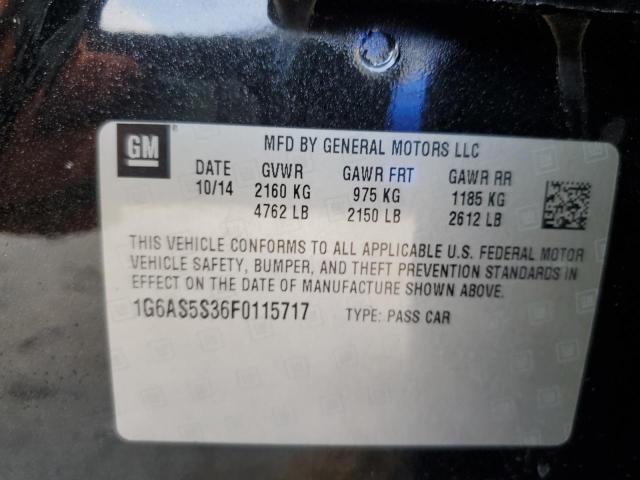 GM ®
MFD BY GENERAL MOTORS LLC
DATE GVWR GAWR FRT GAWR RR
10/14 2160 KG 975 KG 1185 KG
4762 LB 2150 LB 2612 LB
THIS VEHICLE CONFORMS TO ALL APPLICABLE U.S. FEDERAL MOTOR
VEHICLE SAFETY, BUMPER, AND THEFT PREVENTION STANDARDS IN
EFFECT ON THE DATE OF MANUFACTURE SHOWN ABOVE.
1G6AS5S36F0115717 TYPE: PASS CAR